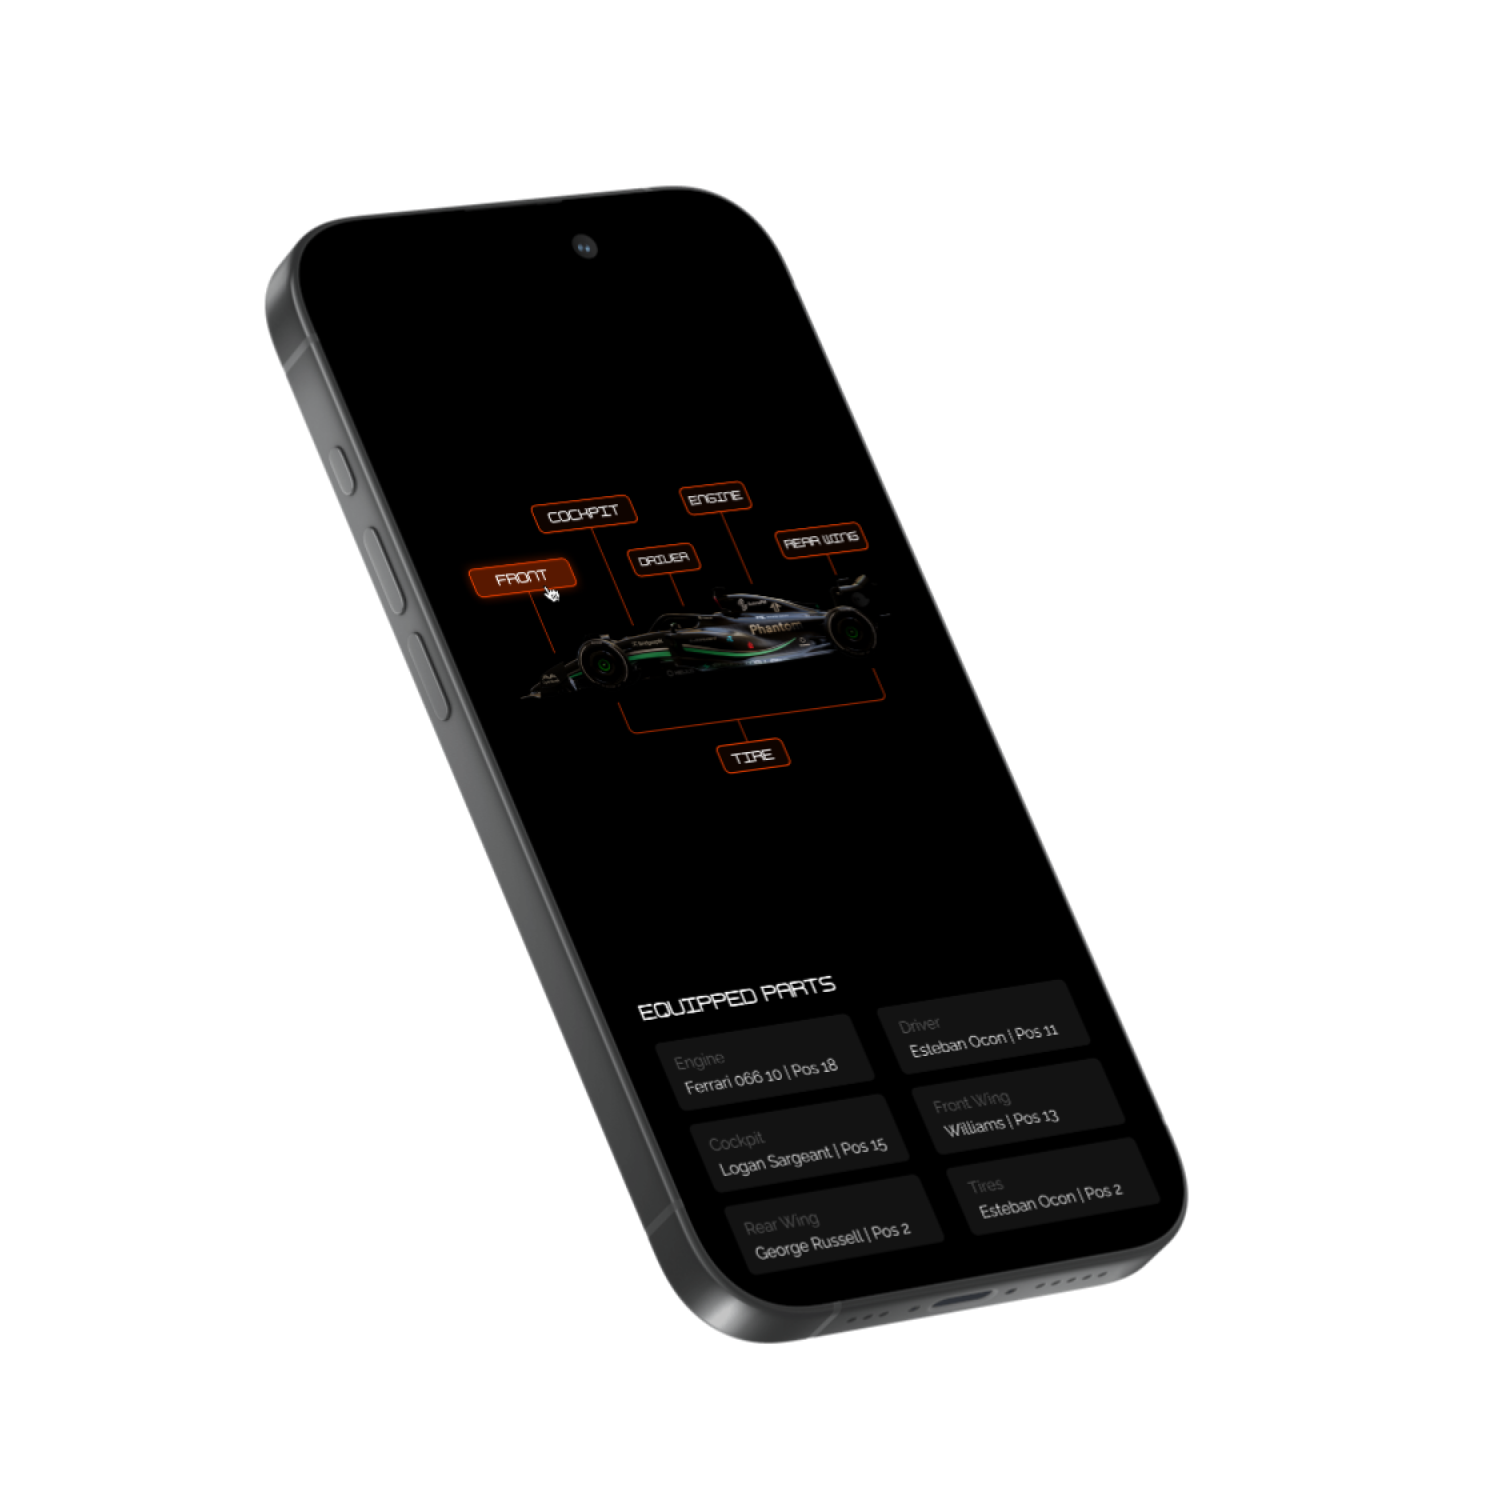 COCKPIT
ENGINE
FRONT
DRIVER
REAR WING
Phantom
TIRE
EQUIPPED PARTS
Engine
Ferrari 066 10 | Pos 18
Driver
Esteban Ocon | Pos 11
Cockpit
Logan Sargeant | Pos 15
Front Wing
Williams | Pos 13
Rear Wing
George Russell | Pos 2
Tires
Esteban Ocon | Pos 2